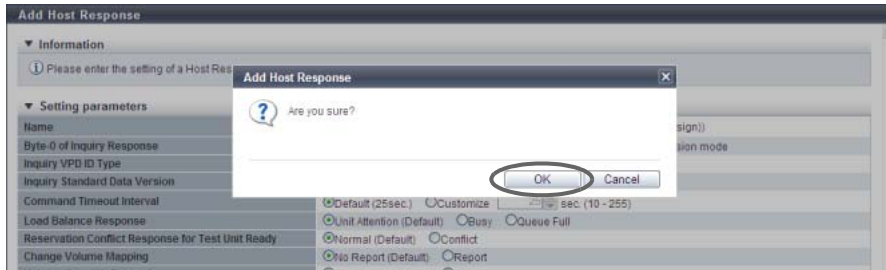 Add Host Response
▼ Information
Please enter the setting of a Host Res
Add Host Response
Are you sure?
OK Cancel
▼ Setting parameters
Name sign))
Byte-0 of Inquiry Response sion mode
Inquiry VPD ID Type
Inquiry Standard Data Version
Command Timeout Interval Default (25sec.) Customize sec. (10 - 255)
Load Balance Response Unit Attention (Default) Busy Queue Full
Reservation Conflict Response for Test Unit Ready Normal (Default) Conflict
Change Volume Mapping No Report (Default) Report